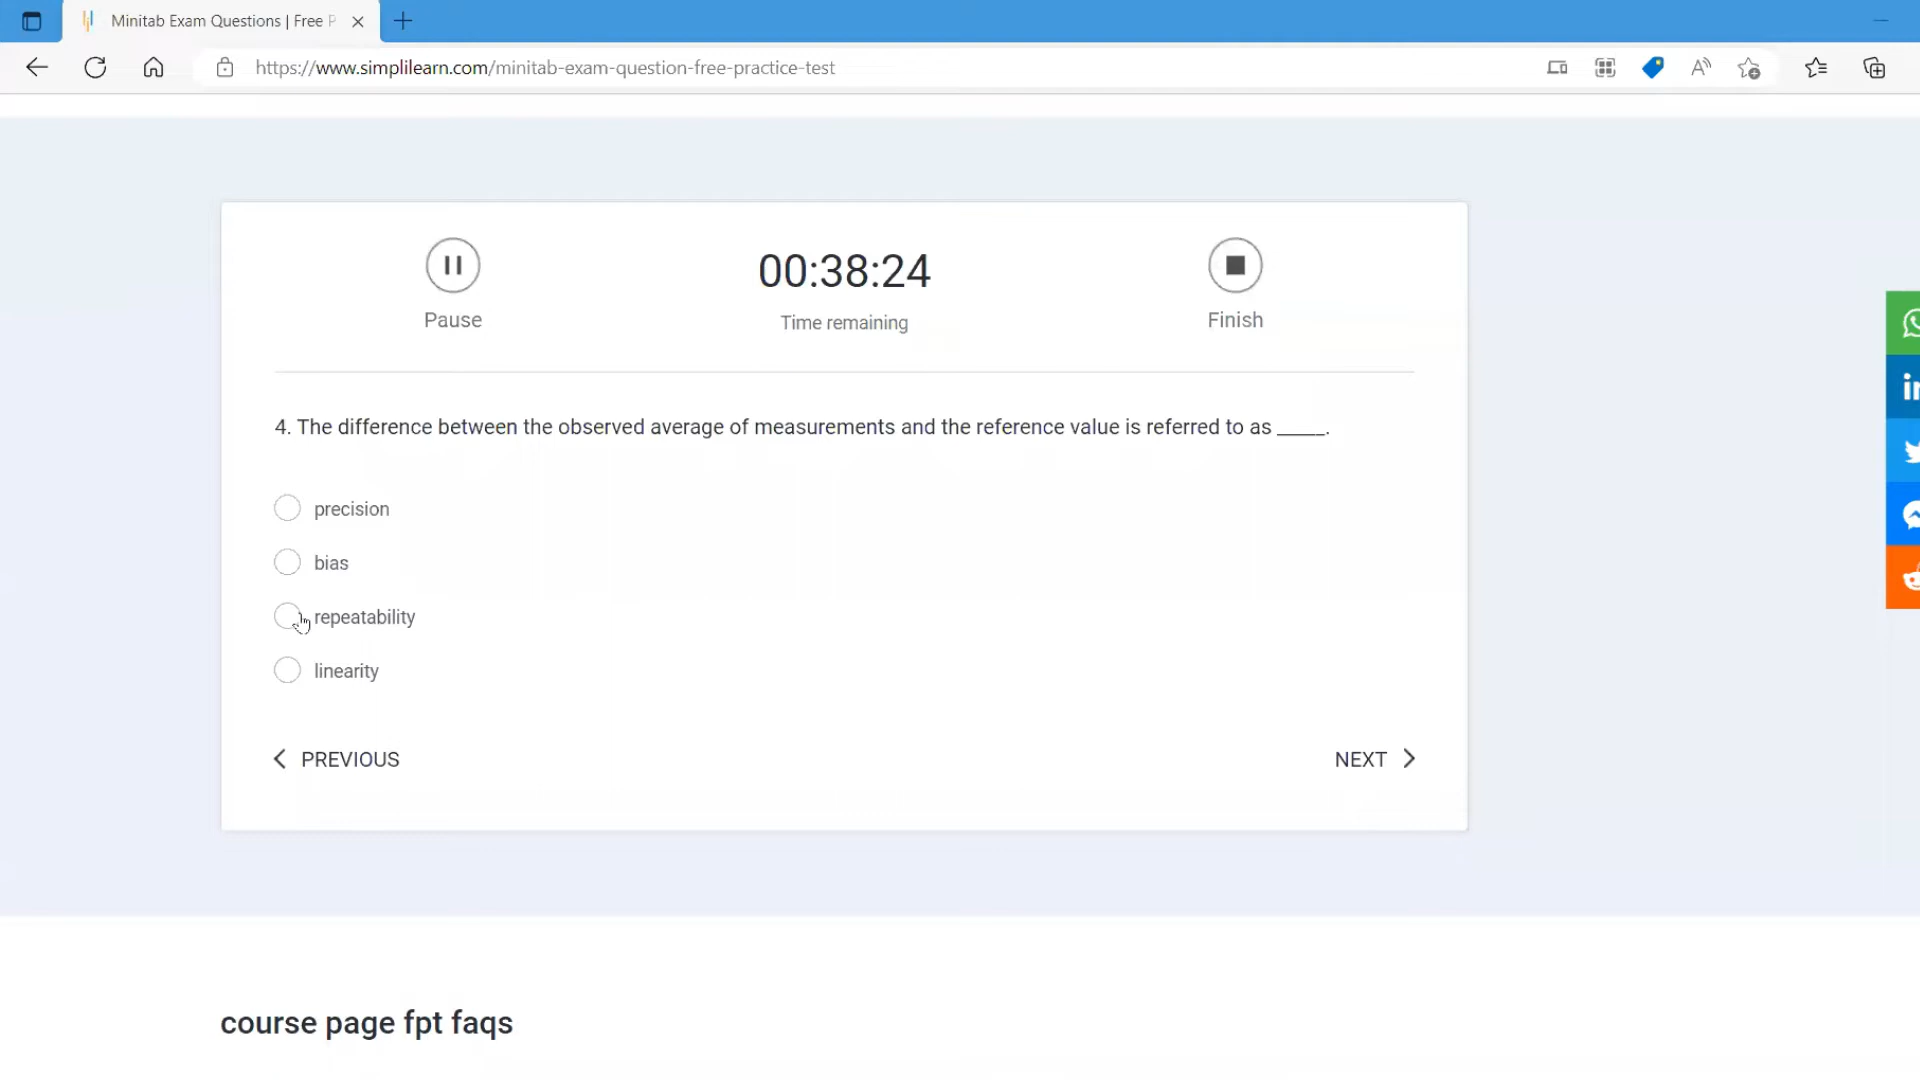 Minitab Exam Questions | Free P
https://www.simplilearn.com/minitab-exam-question-free-practice-test
00:38:24
Pause
Time remaining
Finish
4. The difference between the observed average of measurements and the reference value is referred to as _____.
precision
bias
repeatability
linearity
PREVIOUS
NEXT
course page fpt faqs